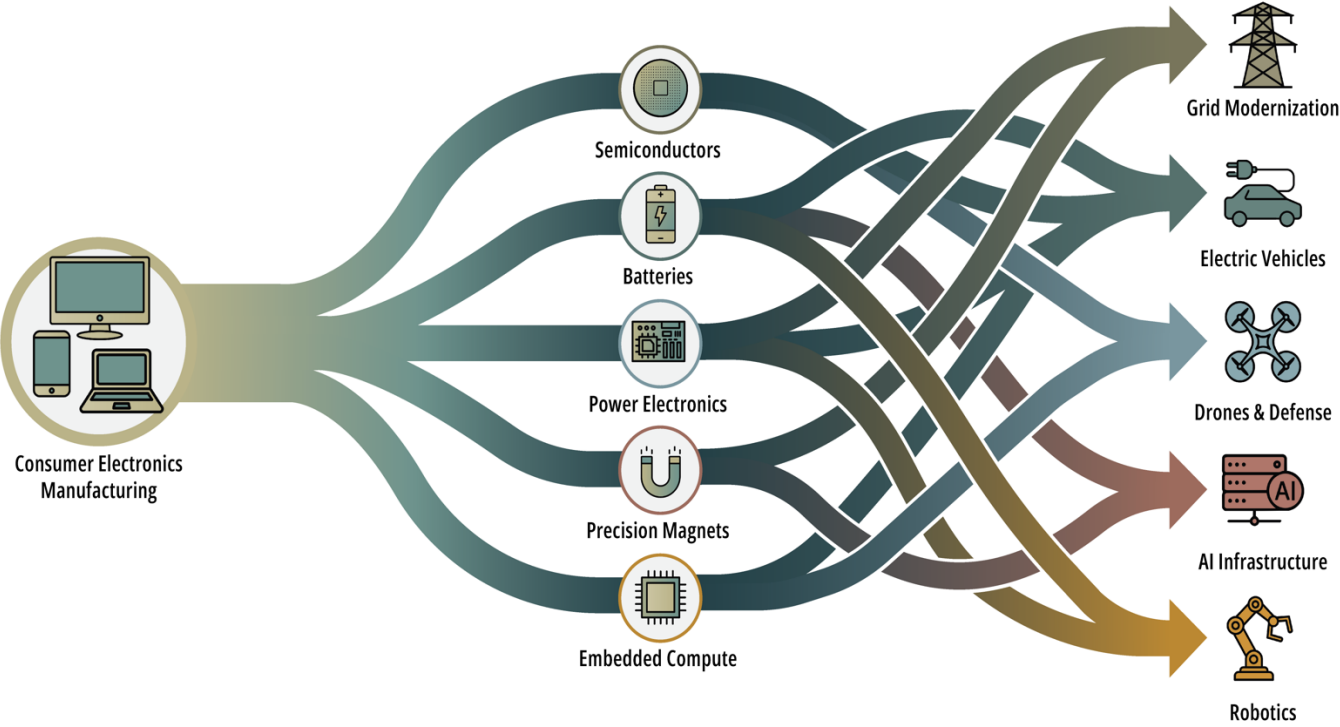 Consumer Electronics
Manufacturing
Semiconductors
Batteries
Power Electronics
Precision Magnets
Embedded Compute
Grid Modernization
Electric Vehicles
Drones & Defense
AI
AI Infrastructure
Robotics